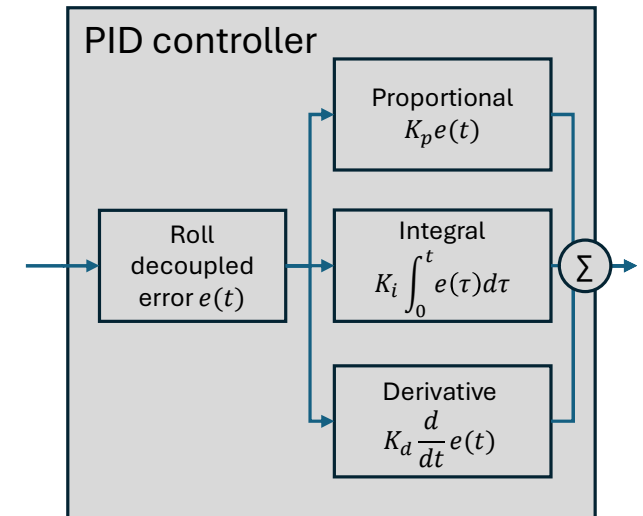 PID controller
Proportional
K_p e(t)
Roll
decoupled
error e(t)
Integral
K_i ∫_0^t e(τ)dτ
Σ
Derivative
K_d d/dt e(t)